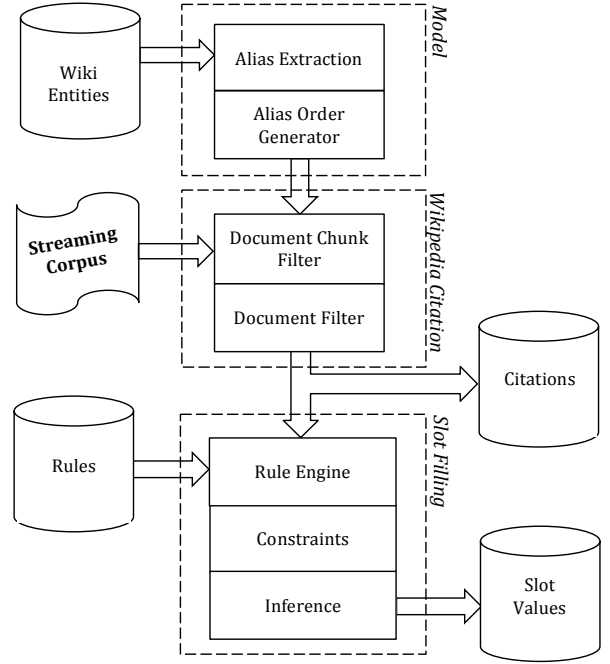 Model
Wiki
Entities
Alias Extraction
Alias Order
Generator
Wikipedia Citation
Streaming
Corpus
Document Chunk
Filter
Document Filter
Citations
Slot Filling
Rules
Rule Engine
Constraints
Inference
Slot
Values